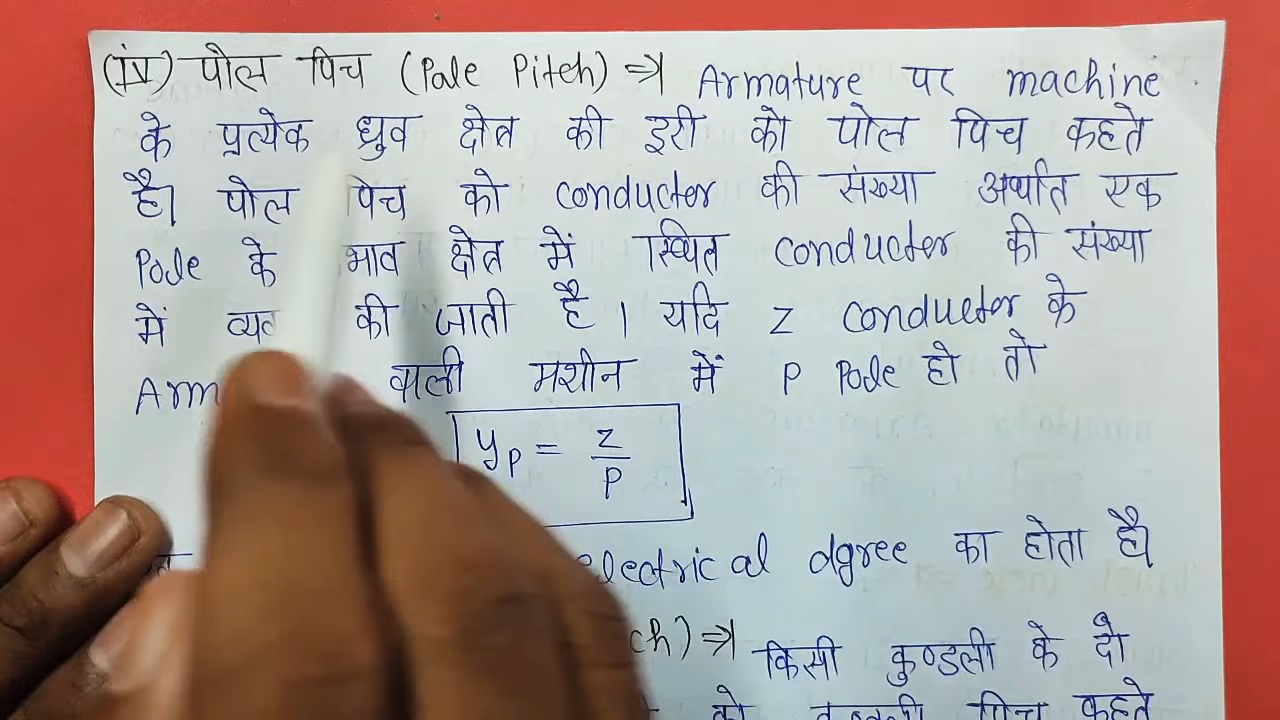 (iv) पोल पिच (Pole Pitch) ⇒ Armature पर machine
के प्रत्येक ध्रुव क्षेत्र की दूरी को पोल पिच कहते
है। पोल पिच को conductor की संख्या अर्थात एक
Pole के भाव क्षेत्र में स्थित conductor की संख्या
में की जाती है। यदि Z conductor के
Arm वाली मशीन में P Pole हो तो
yp = Z/P
electrical dgree का होता है।
ch) ⇒ किसी कुण्डली के दो
को पिच कहते